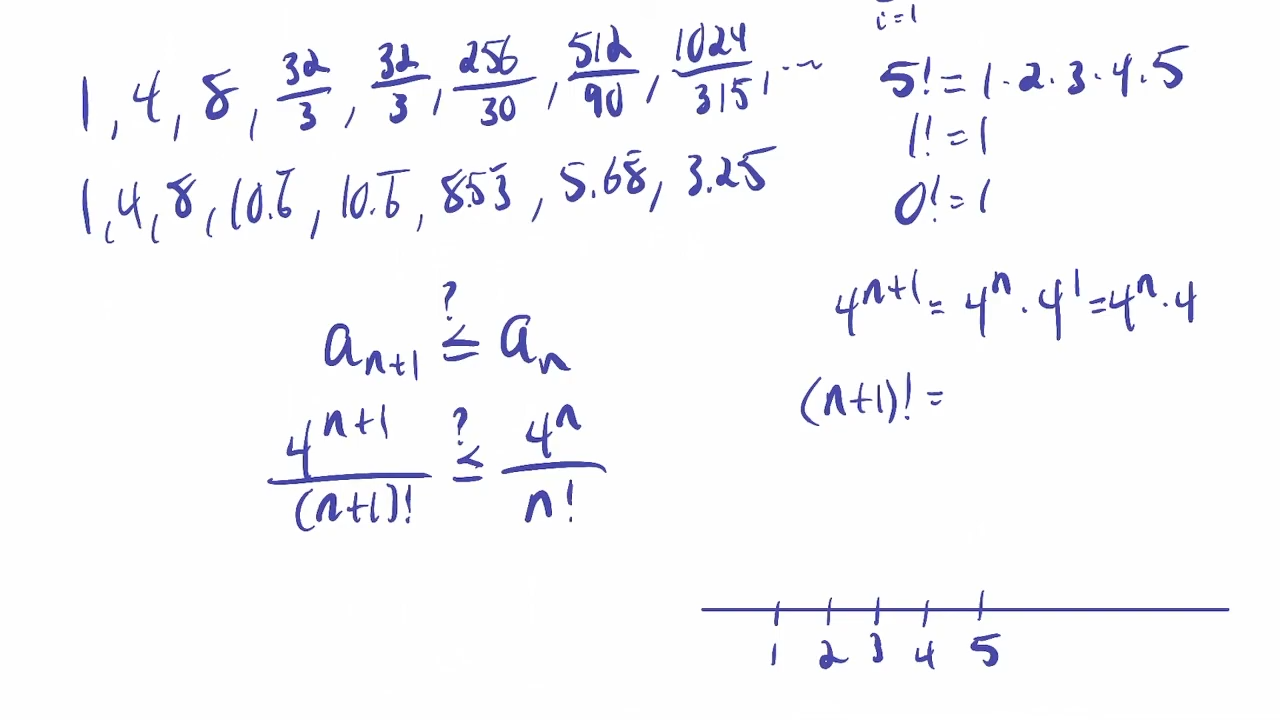 i=1
1, 4, 8, 32/3, 32/3, 256/30, 512/90, 1024/315, ...
5! = 1·2·3·4·5
1! = 1
1, 4, 8, 10.6̅, 10.6̅, 8.53̅, 5.68̅, 3.25
0! = 1
4^{n+1} = 4^n · 4^1 = 4^n · 4
?
a_{n+1} ≤ a_n
(n+1)! =
?
4^{n+1}/(n+1)! ≤ 4^n/n!
1 2 3 4 5